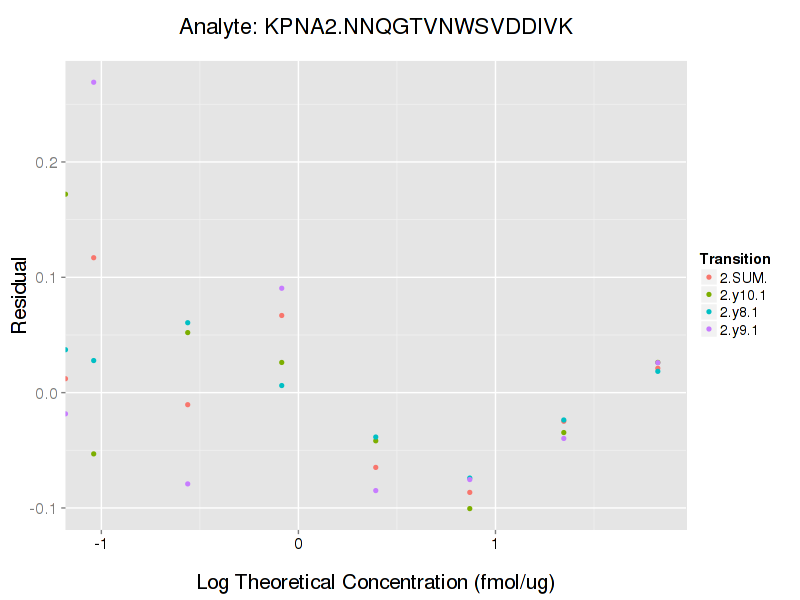 Analyte: KPNA2.NNQGTVNWSVDDIVK
Residual
0.2
0.1
0.0
-0.1
-1
0
1
Log Theoretical Concentration (fmol/ug)
Transition
2.SUM.
2.y10.1
2.y8.1
2.y9.1